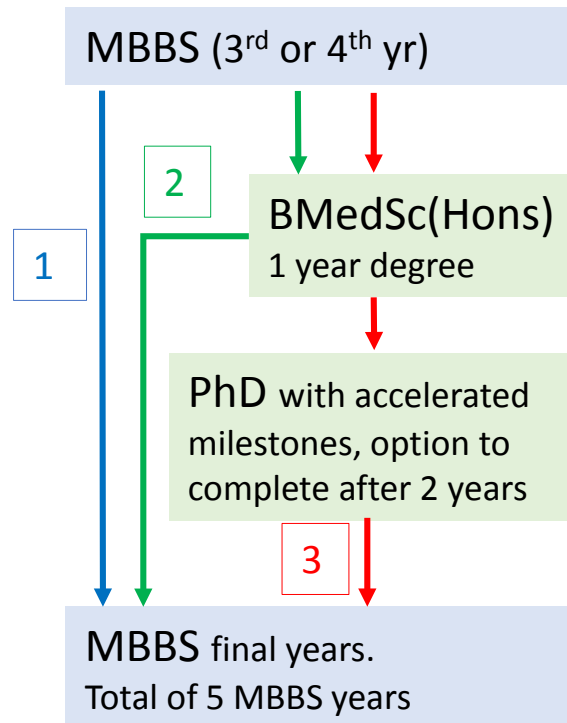 MBBS (3rd or 4th yr)
2
BMedSc(Hons)
1 year degree
1
PhD with accelerated
milestones, option to
complete after 2 years
3
MBBS final years.
Total of 5 MBBS years